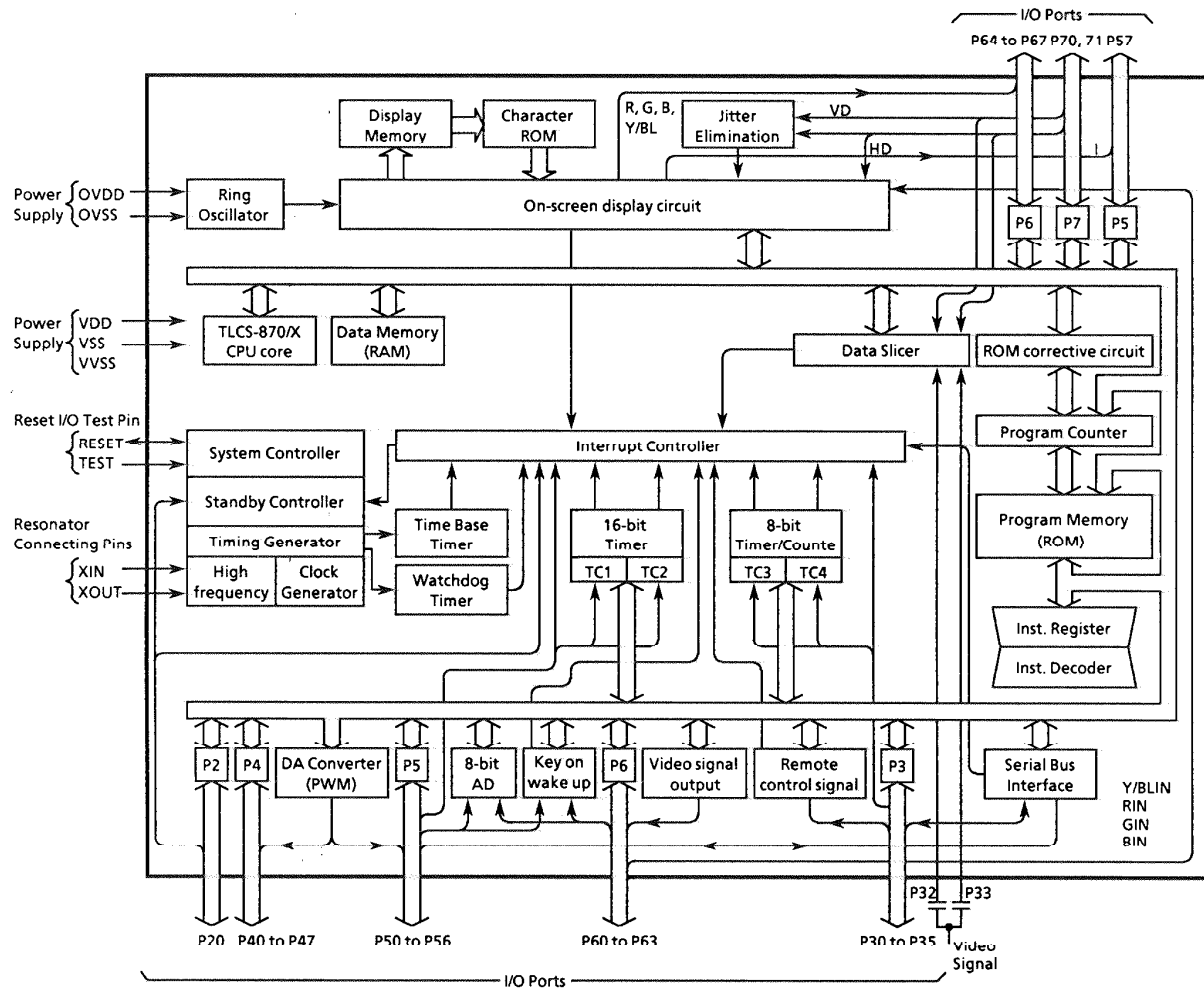 I/O Ports
P64 to P67 P70, 71 P57
Display
Memory
Character
ROM
R, G, B,
Y/BL
Jitter
Elimination
VD
HD
I
Power
Supply
OVDD
OVSS
Ring
Oscillator
On-screen display circuit
P6
P7
P5
Power
Supply
VDD
VSS
VVSS
TLCS-870/X
CPU core
Data Memory
(RAM)
Data Slicer
ROM corrective circuit
Reset I/O Test Pin
RESET
TEST
System Controller
Interrupt Controller
Program Counter
Standby Controller
Resonator
Connecting Pins
Timing Generator
Time Base
Timer
16-bit
Timer
8-bit
Timer/Counte
Program Memory
(ROM)
XIN
XOUT
High
frequency
Clock
Generator
Watchdog
Timer
TC1
TC2
TC3
TC4
Inst. Register
Inst. Decoder
P2
P4
DA Converter
(PWM)
P5
8-bit
AD
Key on
wake up
P6
Video signal
output
Remote
control signal
P3
Serial Bus
Interface
Y/BLIN
RIN
GIN
BIN
P32
P33
P20
P40 to P47
P50 to P56
P60 to P63
P30 to P35
Video
Signal
I/O Ports